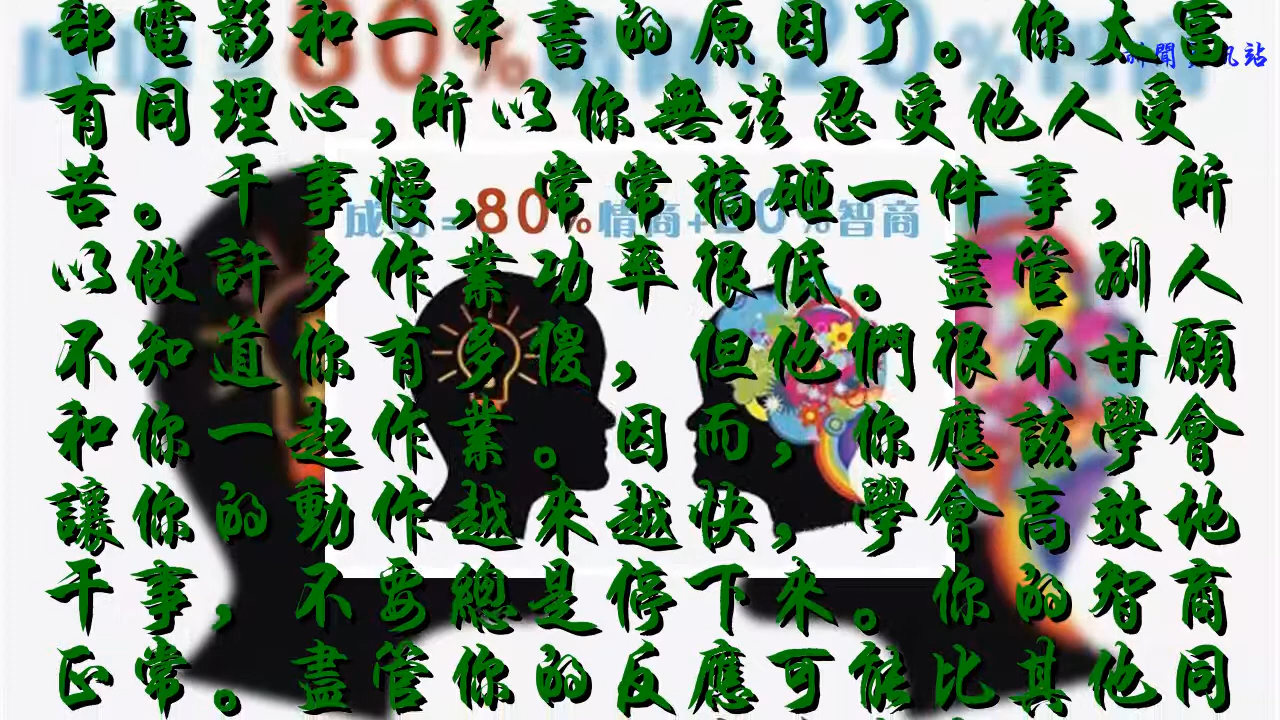 部電影和一本書的原因了。你太富
有同理心,所以你無法忍受他人受
苦。 干事慢, 常常搞砸一件事, 所
以做許多作業功率很低。盡管別人
不知道你有多傻, 但他們很不甘願
和你一起作業。因而, 你應該學會
讓你的動作越來越快, 學會高效地
干事, 不要總是停下來。你的智商
正常。盡管你的反應可能比其他同
80%情商+20%智商